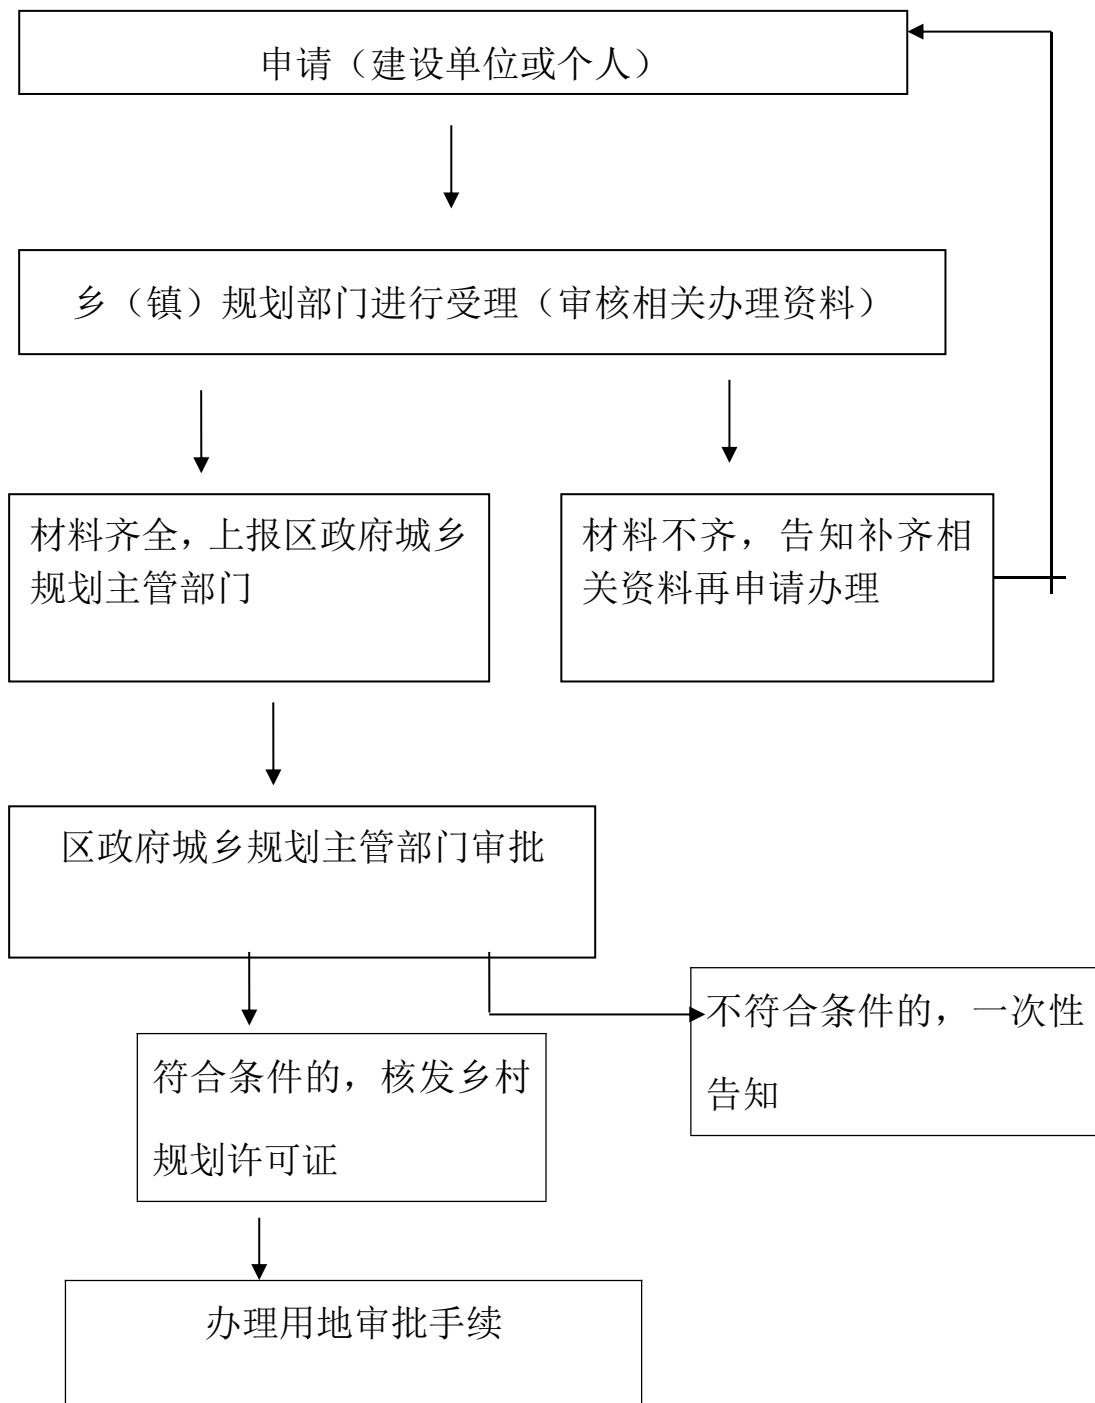 申请（建设单位或个人）
乡（镇）规划部门进行受理（审核相关办理资料）
材料齐全，上报区政府城乡
规划主管部门
材料不齐，告知补齐相
关资料再申请办理
区政府城乡规划主管部门审批
不符合条件的，一次性
告知
符合条件的，核发乡村
规划许可证
办理用地审批手续